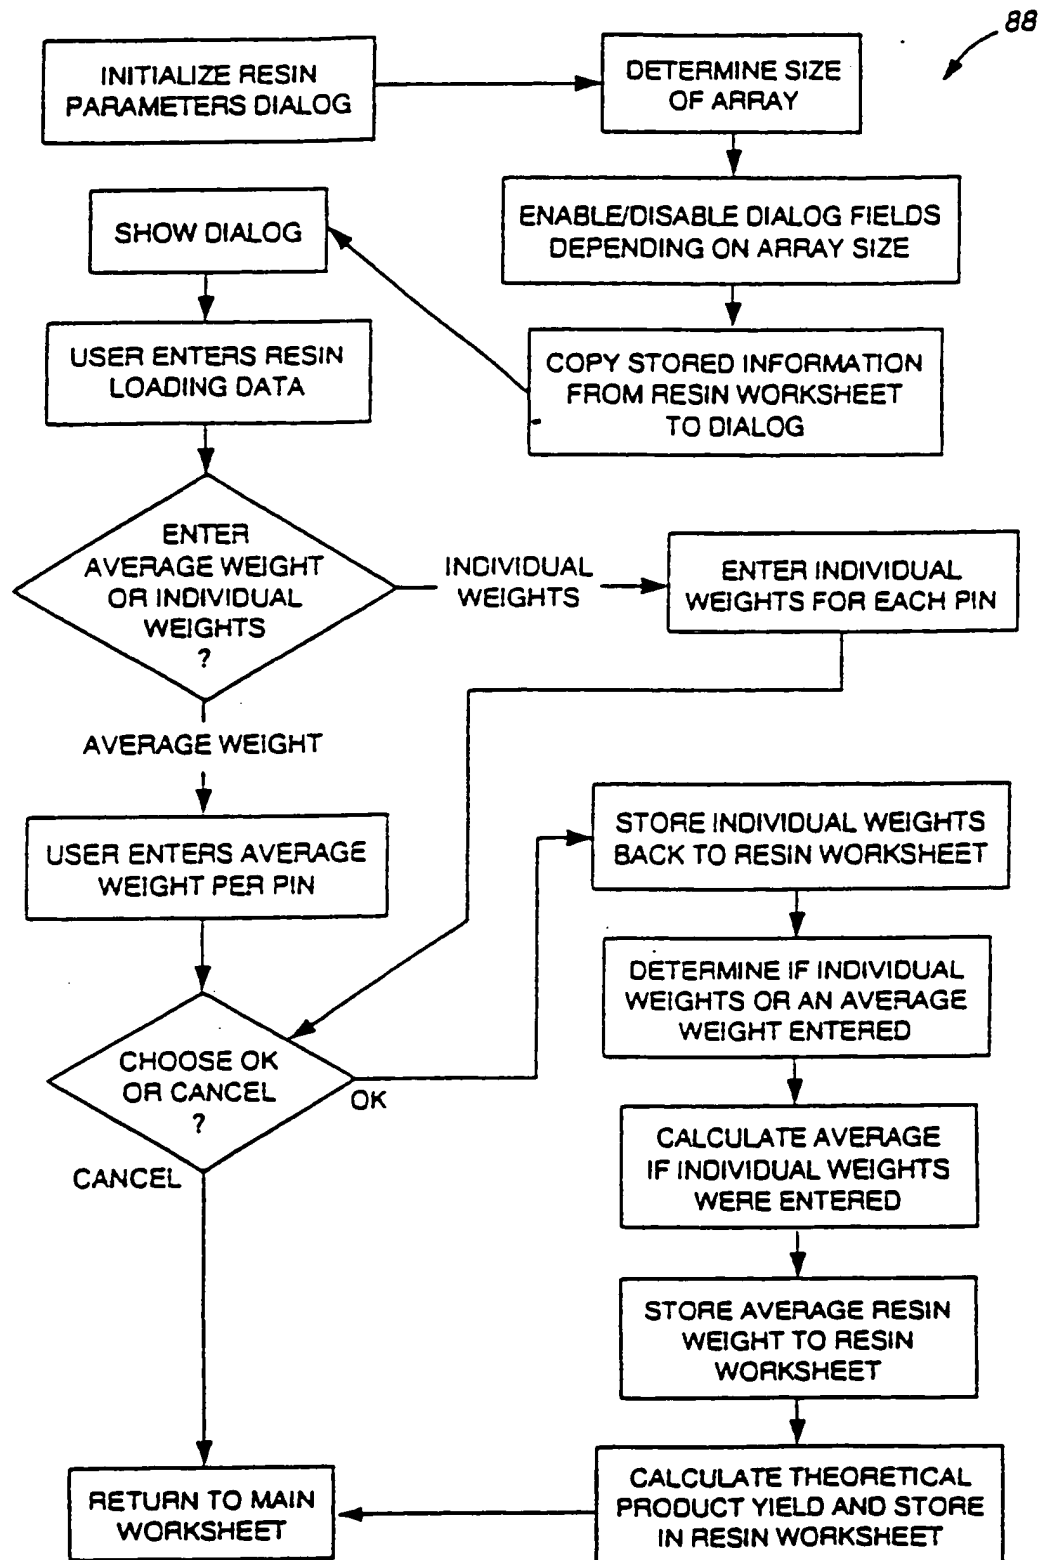 88
INITIALIZE RESIN
PARAMETERS DIALOG
DETERMINE SIZE
OF ARRAY
ENABLE/DISABLE DIALOG FIELDS
DEPENDING ON ARRAY SIZE
COPY STORED INFORMATION
FROM RESIN WORKSHEET
TO DIALOG
SHOW DIALOG
USER ENTERS RESIN
LOADING DATA
ENTER
AVERAGE WEIGHT
OR INDIVIDUAL
WEIGHTS
?
INDIVIDUAL
WEIGHTS
ENTER INDIVIDUAL
WEIGHTS FOR EACH PIN
AVERAGE WEIGHT
USER ENTERS AVERAGE
WEIGHT PER PIN
CHOOSE OK
OR CANCEL
?
OK
CANCEL
STORE INDIVIDUAL WEIGHTS
BACK TO RESIN WORKSHEET
DETERMINE IF INDIVIDUAL
WEIGHTS OR AN AVERAGE
WEIGHT ENTERED
CALCULATE AVERAGE
IF INDIVIDUAL WEIGHTS
WERE ENTERED
STORE AVERAGE RESIN
WEIGHT TO RESIN
WORKSHEET
CALCULATE THEORETICAL
PRODUCT YIELD AND STORE
IN RESIN WORKSHEET
RETURN TO MAIN
WORKSHEET